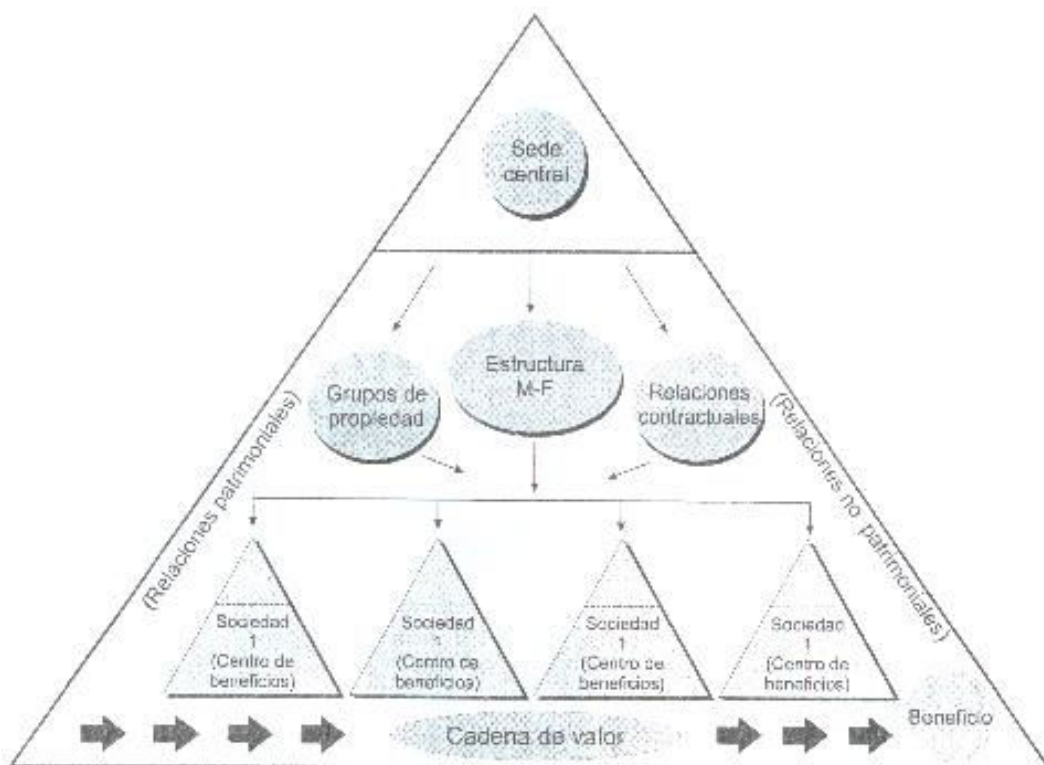 Sede
central
Grupos de
propiedad
Estructura
M-F
Relaciones
contractuales
(Relaciones patrimoniales)
(Relaciones no patrimoniales)
Sociedad
1
(Centro de
beneficios)
Sociedad
1
(Centro de
beneficios)
Sociedad
1
(Centro de
beneficios)
Sociedad
1
(Centro de
beneficios)
Cadena de valor
Beneficio